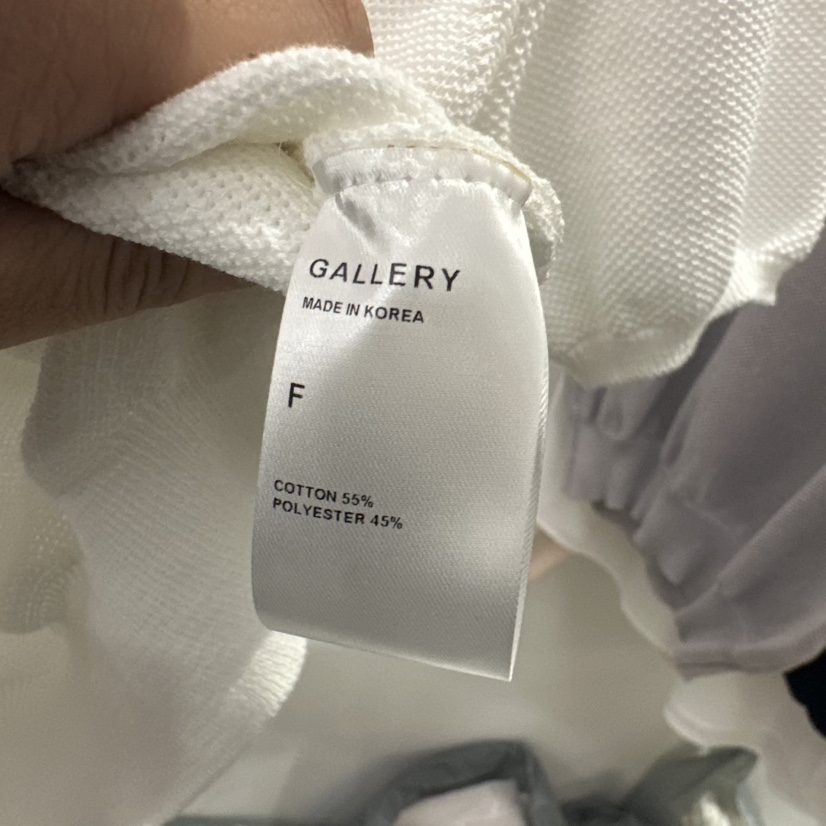 GALLERY
MADE IN KOREA
F
COTTON 55%
POLYESTER 45%